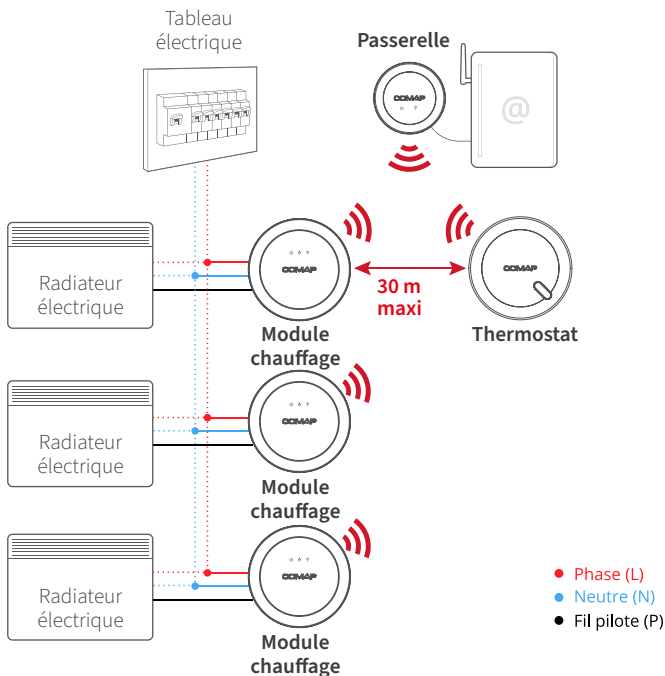 Tableau
électrique
Passerelle
COMAP
@
Radiateur
électrique
COMAP
Module
chauffage
30 m
maxi
COMAP
Thermostat
Radiateur
électrique
COMAP
Module
chauffage
Radiateur
électrique
COMAP
Module
chauffage
Phase (L)
Neutre (N)
Fil pilote (P)